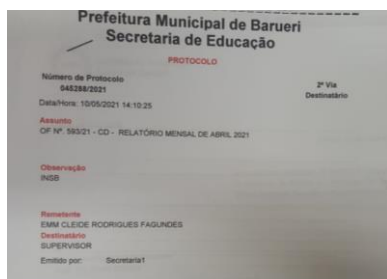 Prefeitura Municipal de Barueri
Secretaria de Educação
PROTOCOLO
Número de Protocolo
045288/2021
2ª Via
Destinatário
Data/Hora: 10/05/2021 14:10:25
Assunto
OF Nº. 593/21 - CD - RELATÓRIO MENSAL DE ABRIL 2021
Observação
INSB
Remetente
EMM CLEIDE RODRIGUES FAGUNDES
Destinatário
SUPERVISOR
Emitido por: Secretaria1